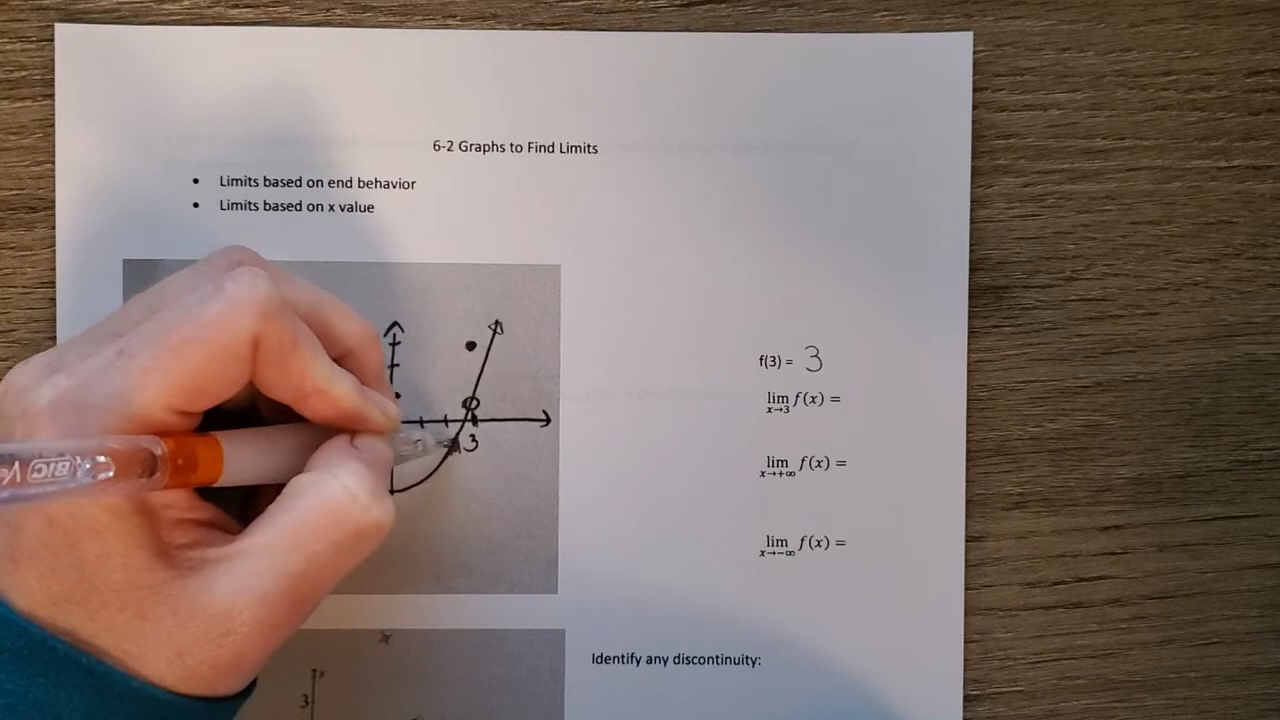 6-2 Graphs to Find Limits
• Limits based on end behavior
• Limits based on x value
3
f(3) = 3
lim x→3 f(x) =
lim x→+∞ f(x) =
lim x→−∞ f(x) =
BIC
Identify any discontinuity:
3
y